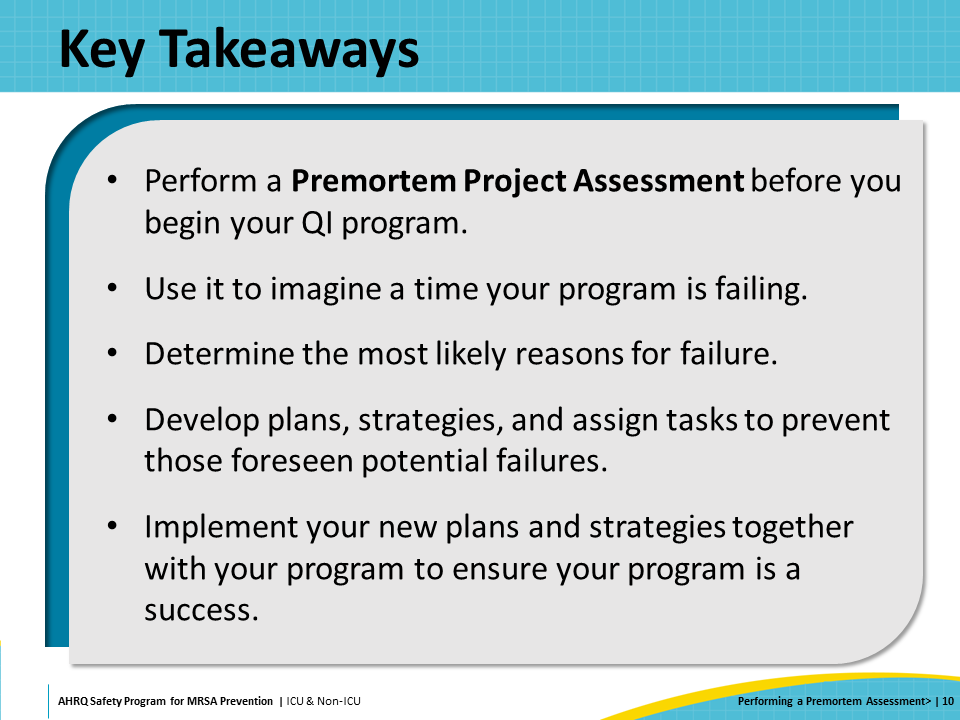 Key Takeaways
• Perform a Premortem Project Assessment before you
begin your QI program.
• Use it to imagine a time your program is failing.
• Determine the most likely reasons for failure.
• Develop plans, strategies, and assign tasks to prevent
those foreseen potential failures.
• Implement your new plans and strategies together
with your program to ensure your program is a
success.
AHRQ Safety Program for MRSA Prevention | ICU & Non-ICU
Performing a Premortem Assessment> | 10